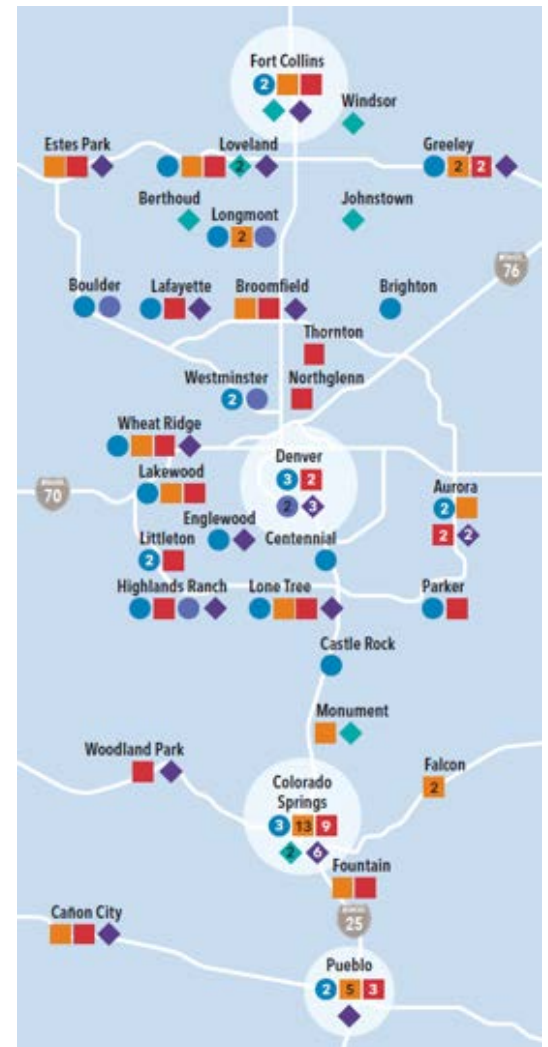 Fort Collins
2
Windsor
Estes Park
Loveland
Greeley
2
2
2
Berthoud
Johnstown
Longmont
2
76
Boulder
Lafayette
Broomfield
Brighton
Thornton
Westminster
Northglenn
2
Wheat Ridge
Denver
3
2
2
3
Lakewood
70
Aurora
2
2
2
Englewood
Littleton
Centennial
2
Highlands Ranch
Lone Tree
Parker
Castle Rock
Monument
Woodland Park
Falcon
2
Colorado
Springs
3
13
9
2
6
Fountain
25
Cañon City
Pueblo
2
5
3